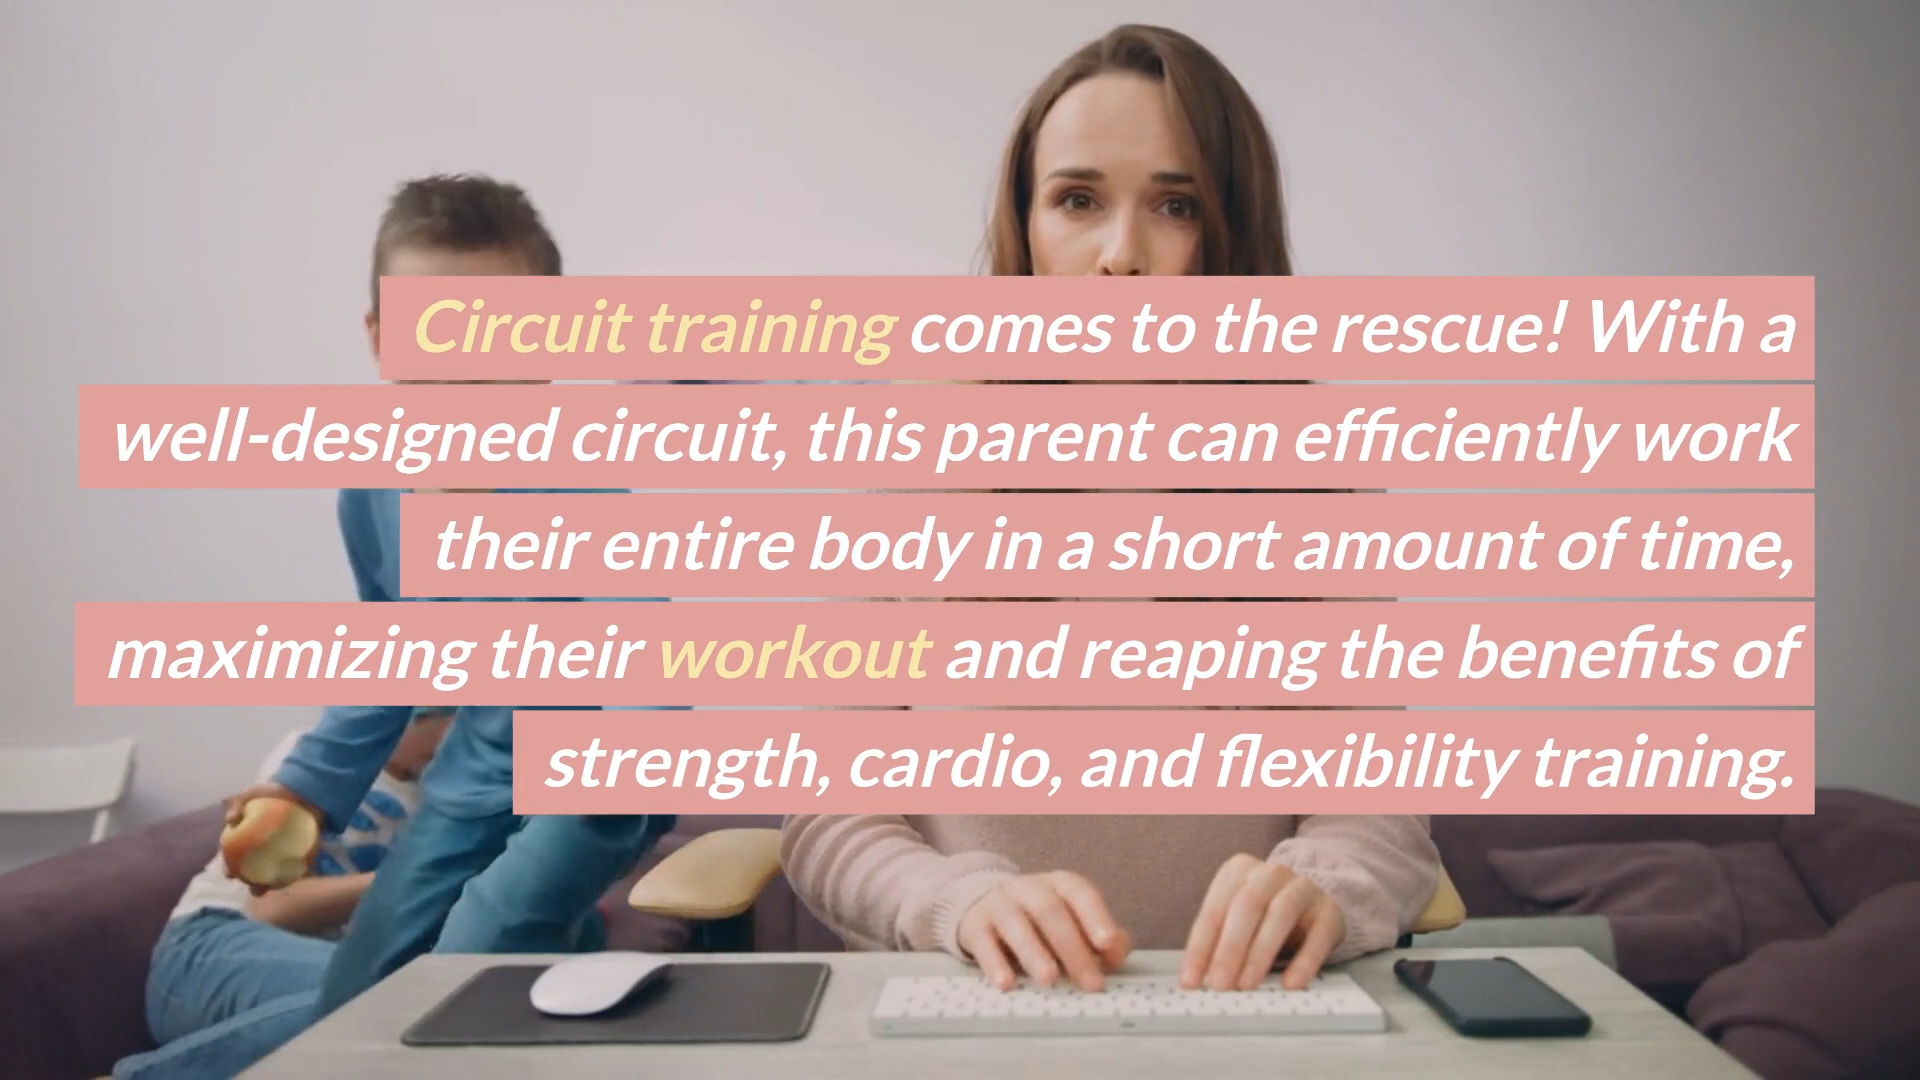 Circuit training comes to the rescue! With a
well-designed circuit, this parent can efficiently work
their entire body in a short amount of time,
maximizing their workout and reaping the benefits of
strength, cardio, and flexibility training.